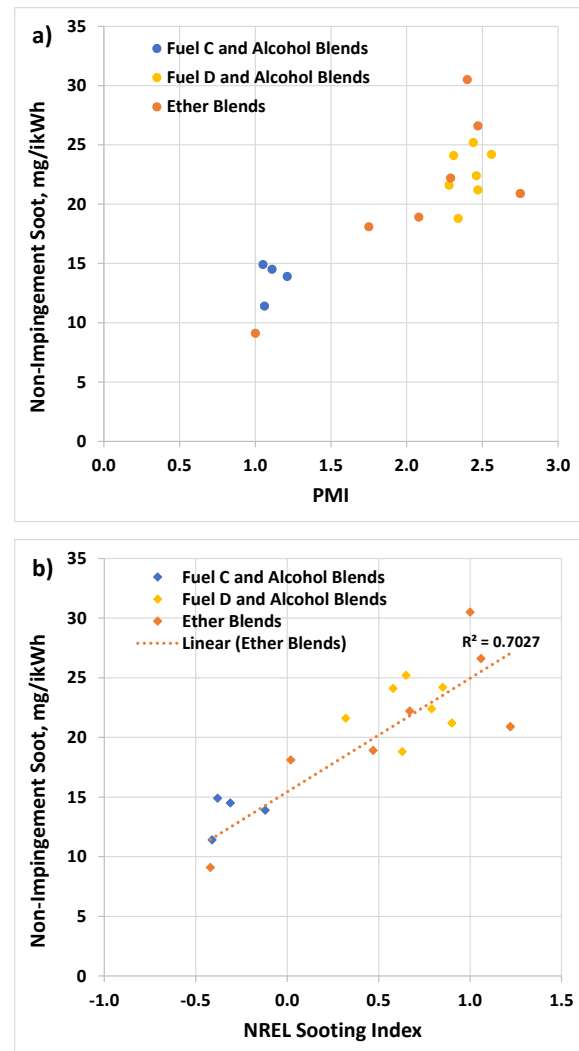 a)
Fuel C and Alcohol Blends
Fuel D and Alcohol Blends
Ether Blends
Non-Impingement Soot, mg/ikWh
35
30
25
20
15
10
5
0
0.0 0.5 1.0 1.5 2.0 2.5 3.0
PMI
b)
Fuel C and Alcohol Blends
Fuel D and Alcohol Blends
Ether Blends
Linear (Ether Blends)
R² = 0.7027
Non-Impingement Soot, mg/ikWh
35
30
25
20
15
10
5
0
-1.0 -0.5 0.0 0.5 1.0 1.5
NREL Sooting Index